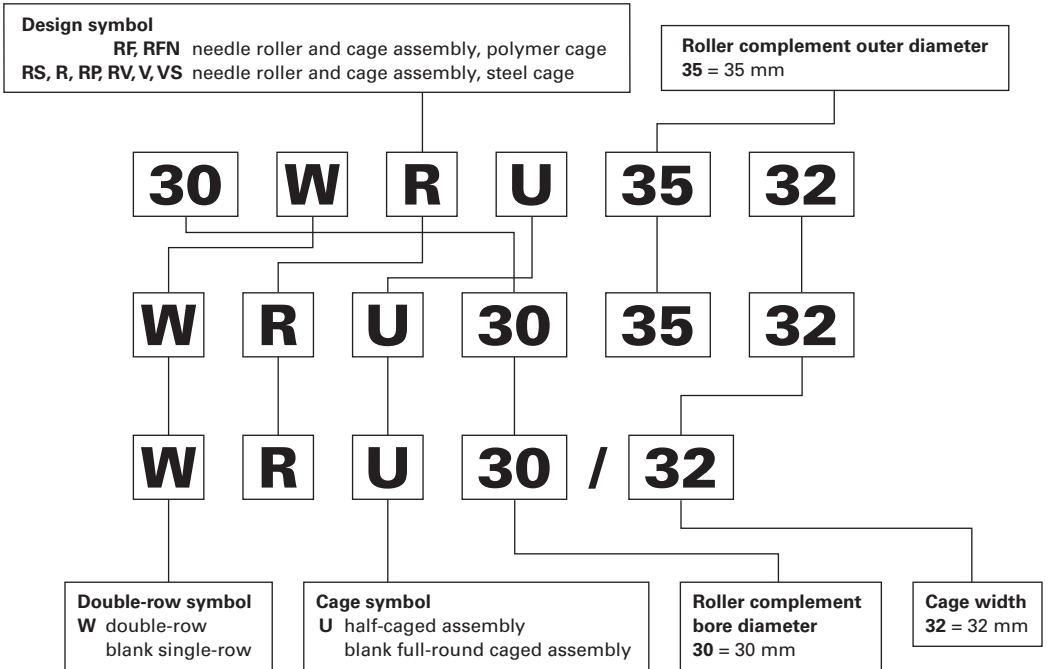 Design symbol
RF, RFN needle roller and cage assembly, polymer cage
RS, R, RP, RV, V, VS needle roller and cage assembly, steel cage
Roller complement outer diameter
35 = 35 mm
30 W R U 35 32
W R U 30 35 32
W R U 30 / 32
Double-row symbol
W double-row
blank single-row
Cage symbol
U half-caged assembly
blank full-round caged assembly
Roller complement
bore diameter
30 = 30 mm
Cage width
32 = 32 mm